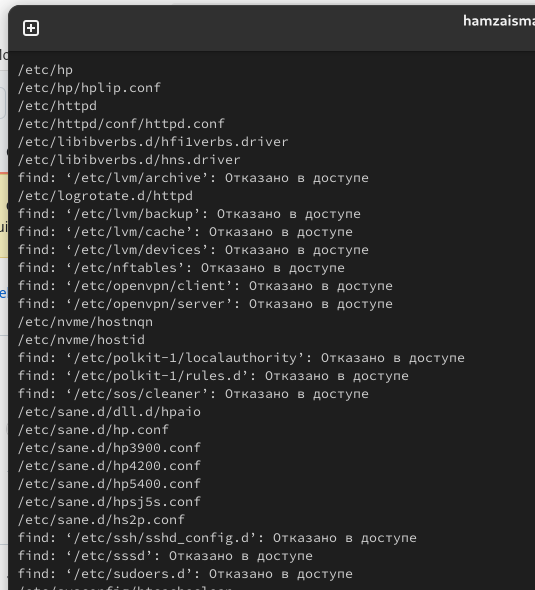 hamzaisma
/etc/hp
/etc/hp/hplip.conf
/etc/httpd
/etc/httpd/conf/httpd.conf
/etc/libibverbs.d/hfi1verbs.driver
/etc/libibverbs.d/hns.driver
find: ‘/etc/lvm/archive’: Отказано в доступе
/etc/logrotate.d/httpd
find: ‘/etc/lvm/backup’: Отказано в доступе
find: ‘/etc/lvm/cache’: Отказано в доступе
find: ‘/etc/lvm/devices’: Отказано в доступе
find: ‘/etc/nftables’: Отказано в доступе
find: ‘/etc/openvpn/client’: Отказано в доступе
find: ‘/etc/openvpn/server’: Отказано в доступе
/etc/nvme/hostnqn
/etc/nvme/hostid
find: ‘/etc/polkit-1/localauthority’: Отказано в доступе
find: ‘/etc/polkit-1/rules.d’: Отказано в доступе
find: ‘/etc/sos/cleaner’: Отказано в доступе
/etc/sane.d/dll.d/hpaio
/etc/sane.d/hp.conf
/etc/sane.d/hp3900.conf
/etc/sane.d/hp4200.conf
/etc/sane.d/hp5400.conf
/etc/sane.d/hpsj5s.conf
/etc/sane.d/hs2p.conf
find: ‘/etc/ssh/sshd_config.d’: Отказано в доступе
find: ‘/etc/sssd’: Отказано в доступе
find: ‘/etc/sudoers.d’: Отказано в доступе